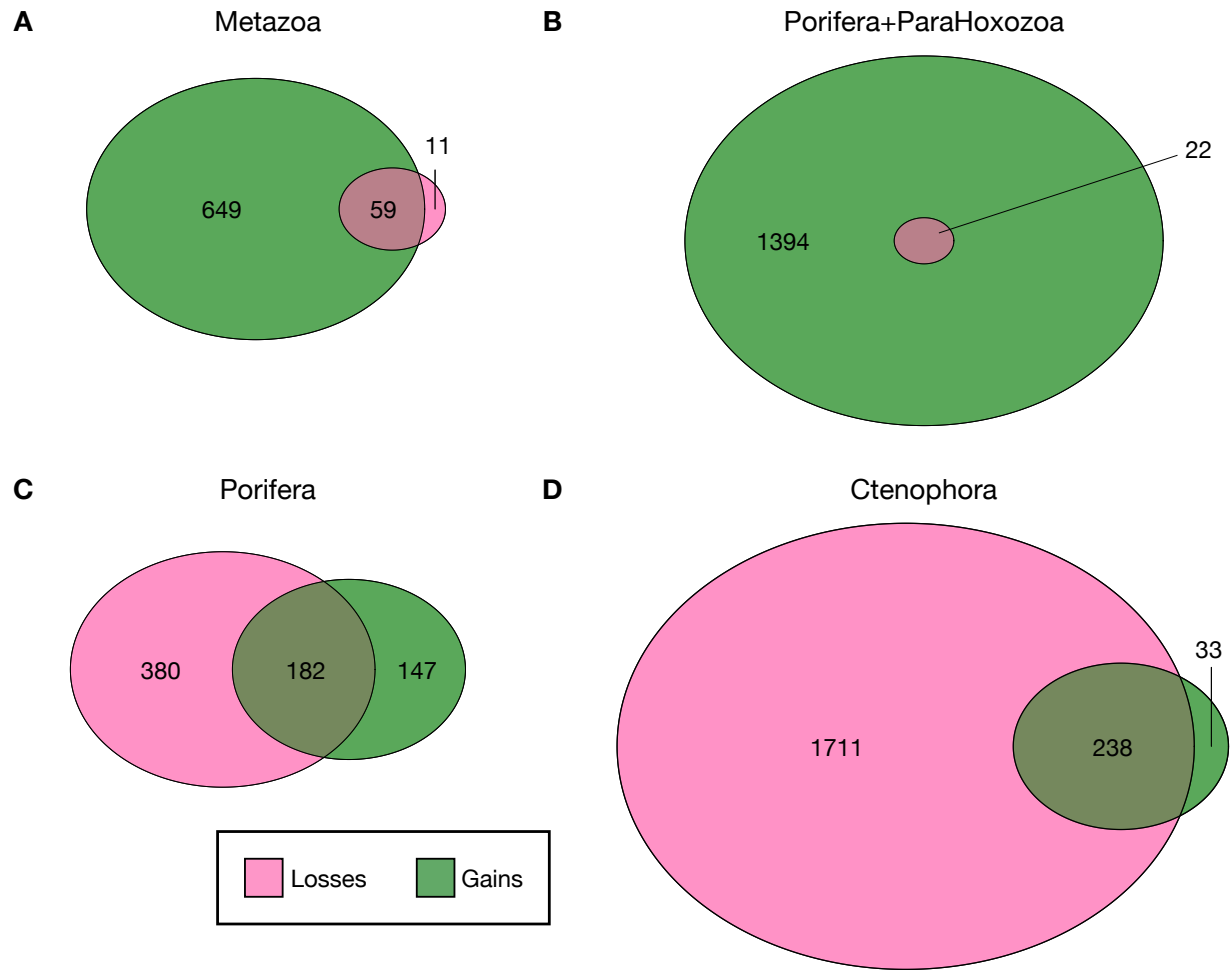 A Metazoa
649
59
11
B Porifera+ParaHoxozoa
1394
22
C Porifera
380
182
147
D Ctenophora
1711
238
33
Losses Gains